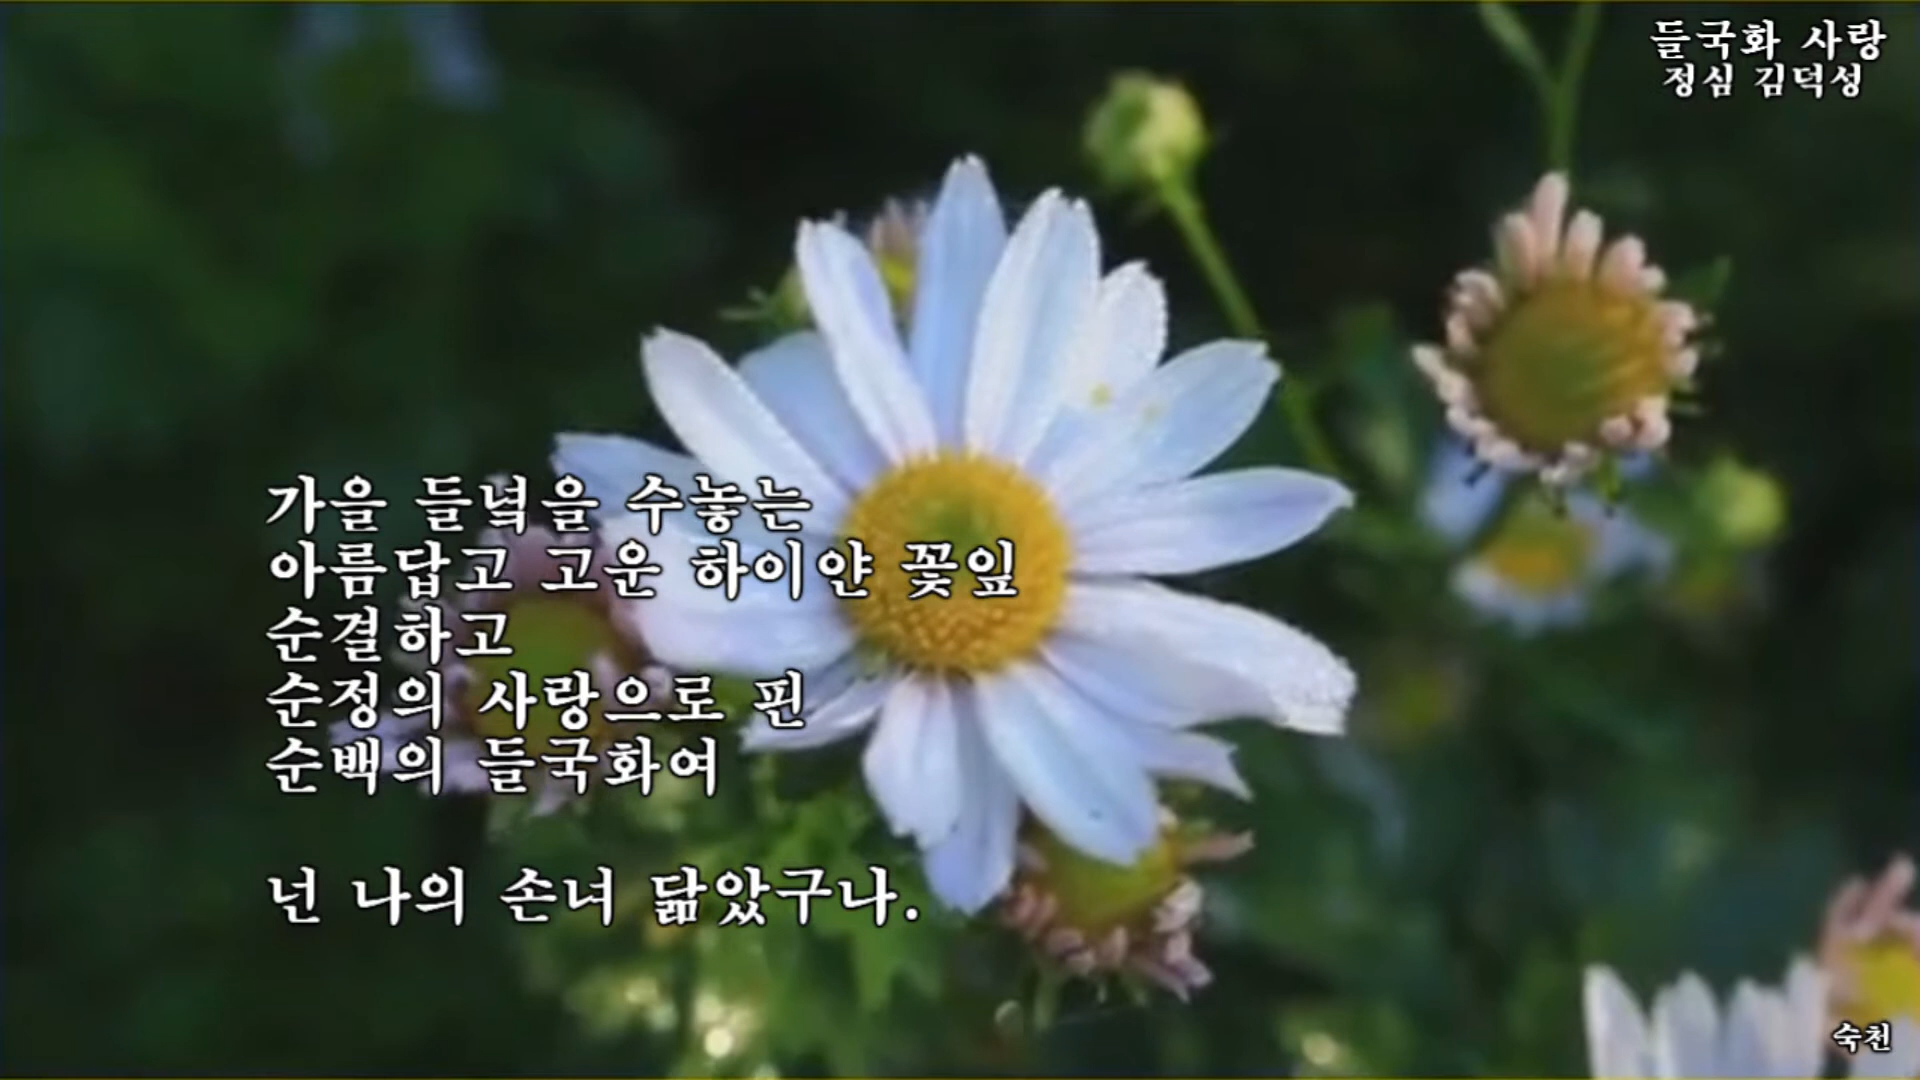 들국화 사랑
정심 김덕성
가을 들녘을 수놓는
아름답고 고운 하이얀 꽃잎
순결하고
순정의 사랑으로 핀
순백의 들국화여
넌 나의 손녀 닮았구나.
숙천